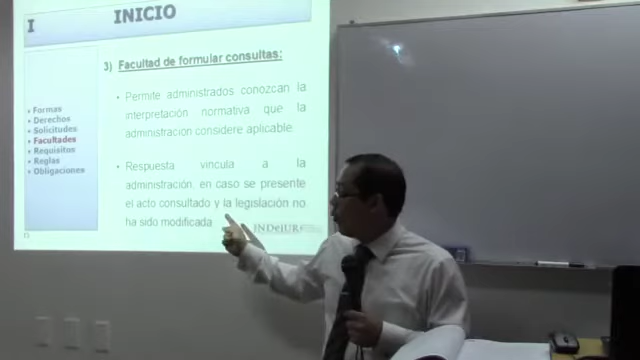 I INICIO
3) Facultad de formular consultas:
• Permite administrados conozcan la
interpretación normativa que la
administración considere aplicable
• Respuesta vincula a la
administración en caso se presente
el acto consultado y la legislación no
ha sido modificada
• Formas
• Derechos
• Solicitudes
• Facultades
• Requisitos
• Reglas
• Obligaciones
INDeJUR